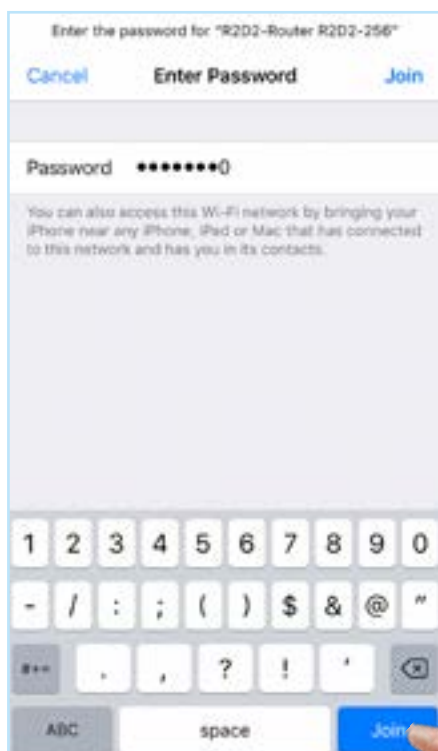 Enter the password for "R2D2-Router R2D2-256"
Cancel Enter Password Join
Password ●●●●●●●0
You can also access this Wi-Fi network by bringing your
iPhone near any iPhone, iPad or Mac that has connected
to this network and has you in its contacts.
1 2 3 4 5 6 7 8 9 0
- / : ; ( ) $ & @ "
#+= . , ? ! '
ABC space Join